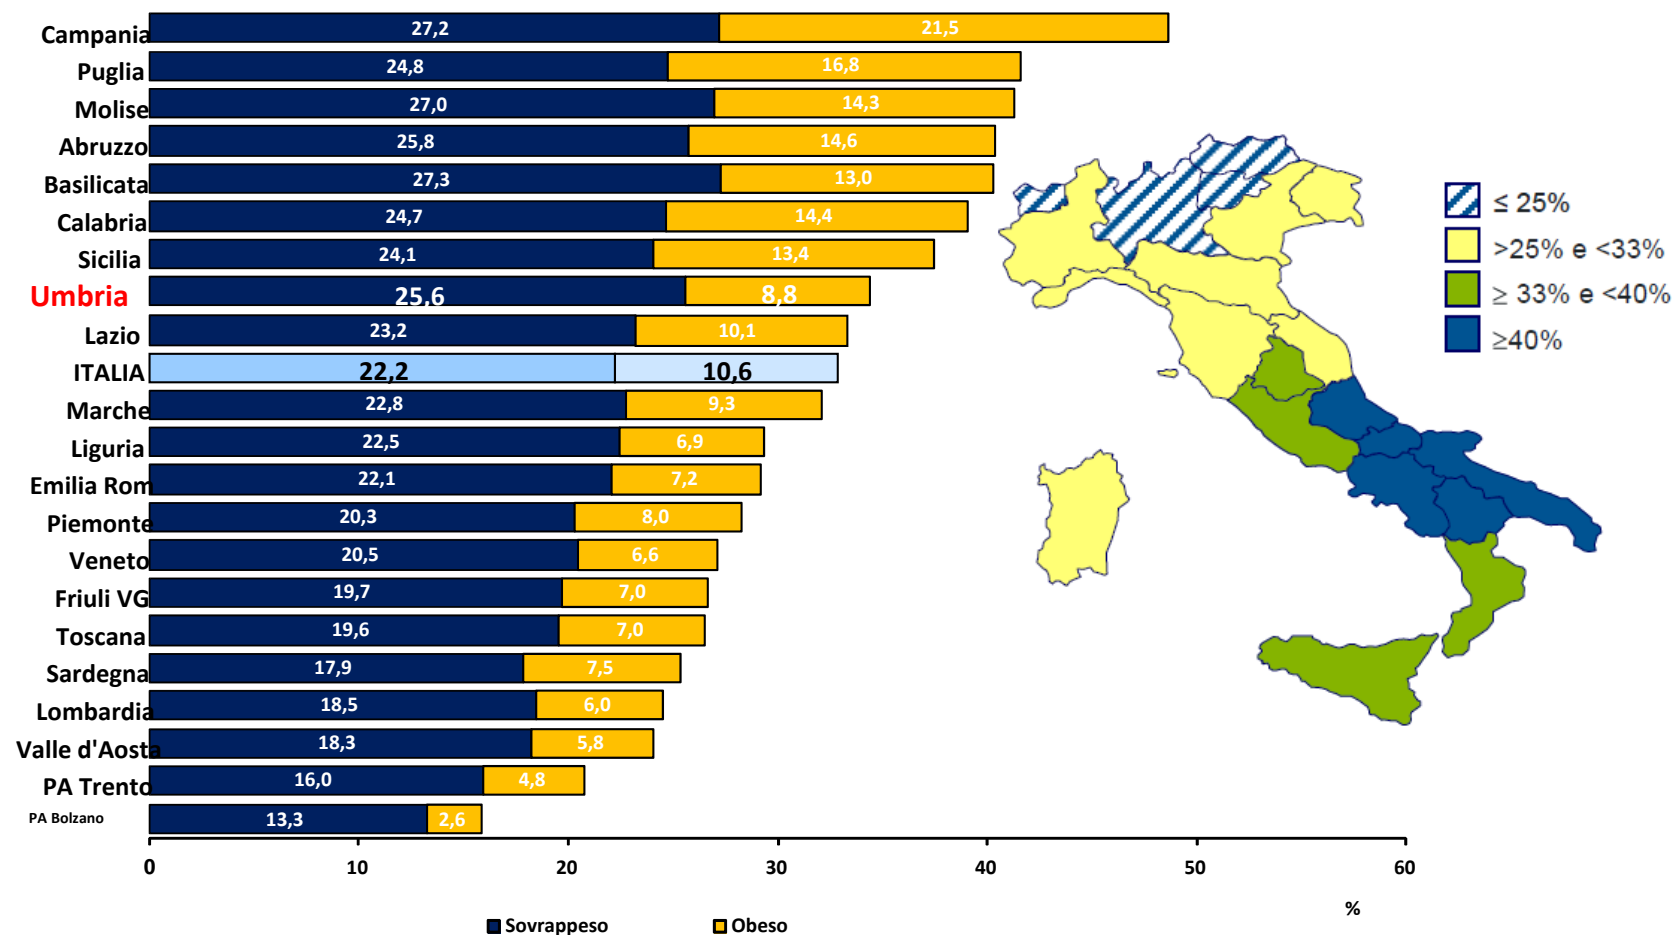 Campania 27,2 21,5
Puglia 24,8 16,8
Molise 27,0 14,3
Abruzzo 25,8 14,6
Basilicata 27,3 13,0
Calabria 24,7 14,4
Sicilia 24,1 13,4
Umbria 25,6 8,8
Lazio 23,2 10,1
ITALIA 22,2 10,6
Marche 22,8 9,3
Liguria 22,5 6,9
Emilia Rom 22,1 7,2
Piemonte 20,3 8,0
Veneto 20,5 6,6
Friuli VG 19,7 7,0
Toscana 19,6 7,0
Sardegna 17,9 7,5
Lombardia 18,5 6,0
Valle d'Aosta 18,3 5,8
PA Trento 16,0 4,8
PA Bolzano 13,3 2,6
0 10 20 30 40 50 60
%
Sovrappeso Obeso
≤ 25%
>25% e <33%
≥ 33% e <40%
≥40%